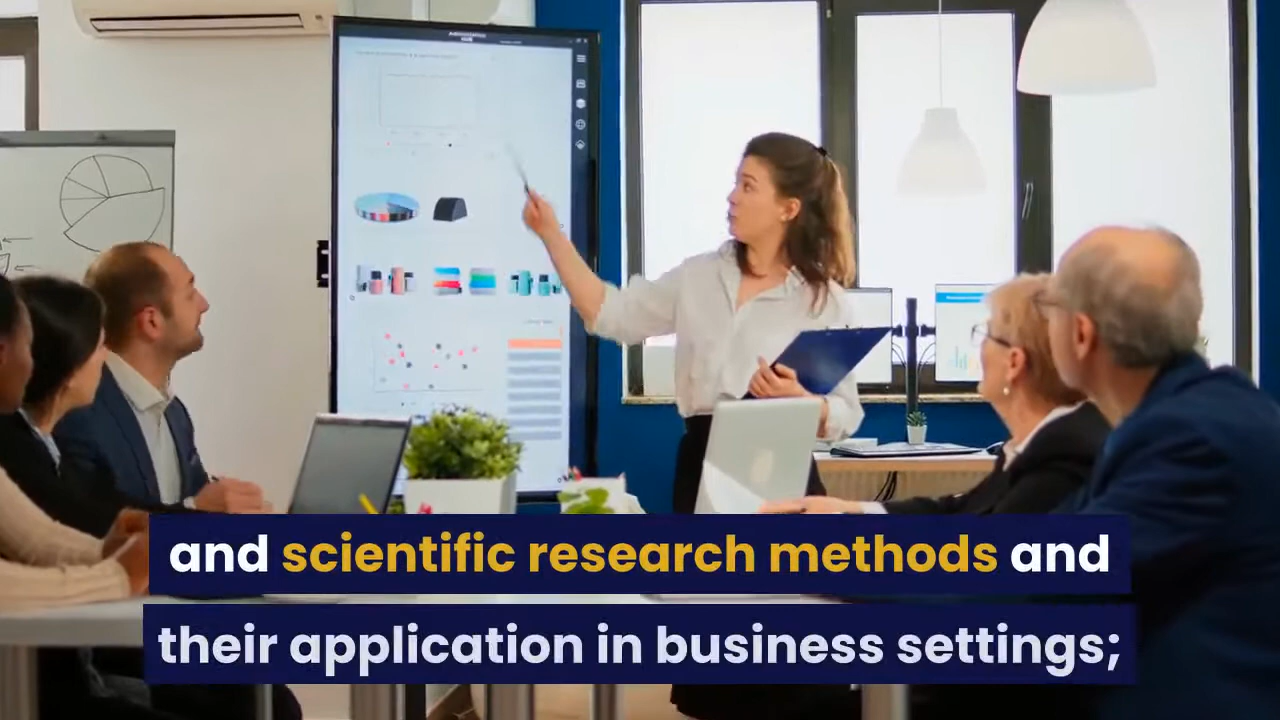 and scientific research methods and
their application in business settings;